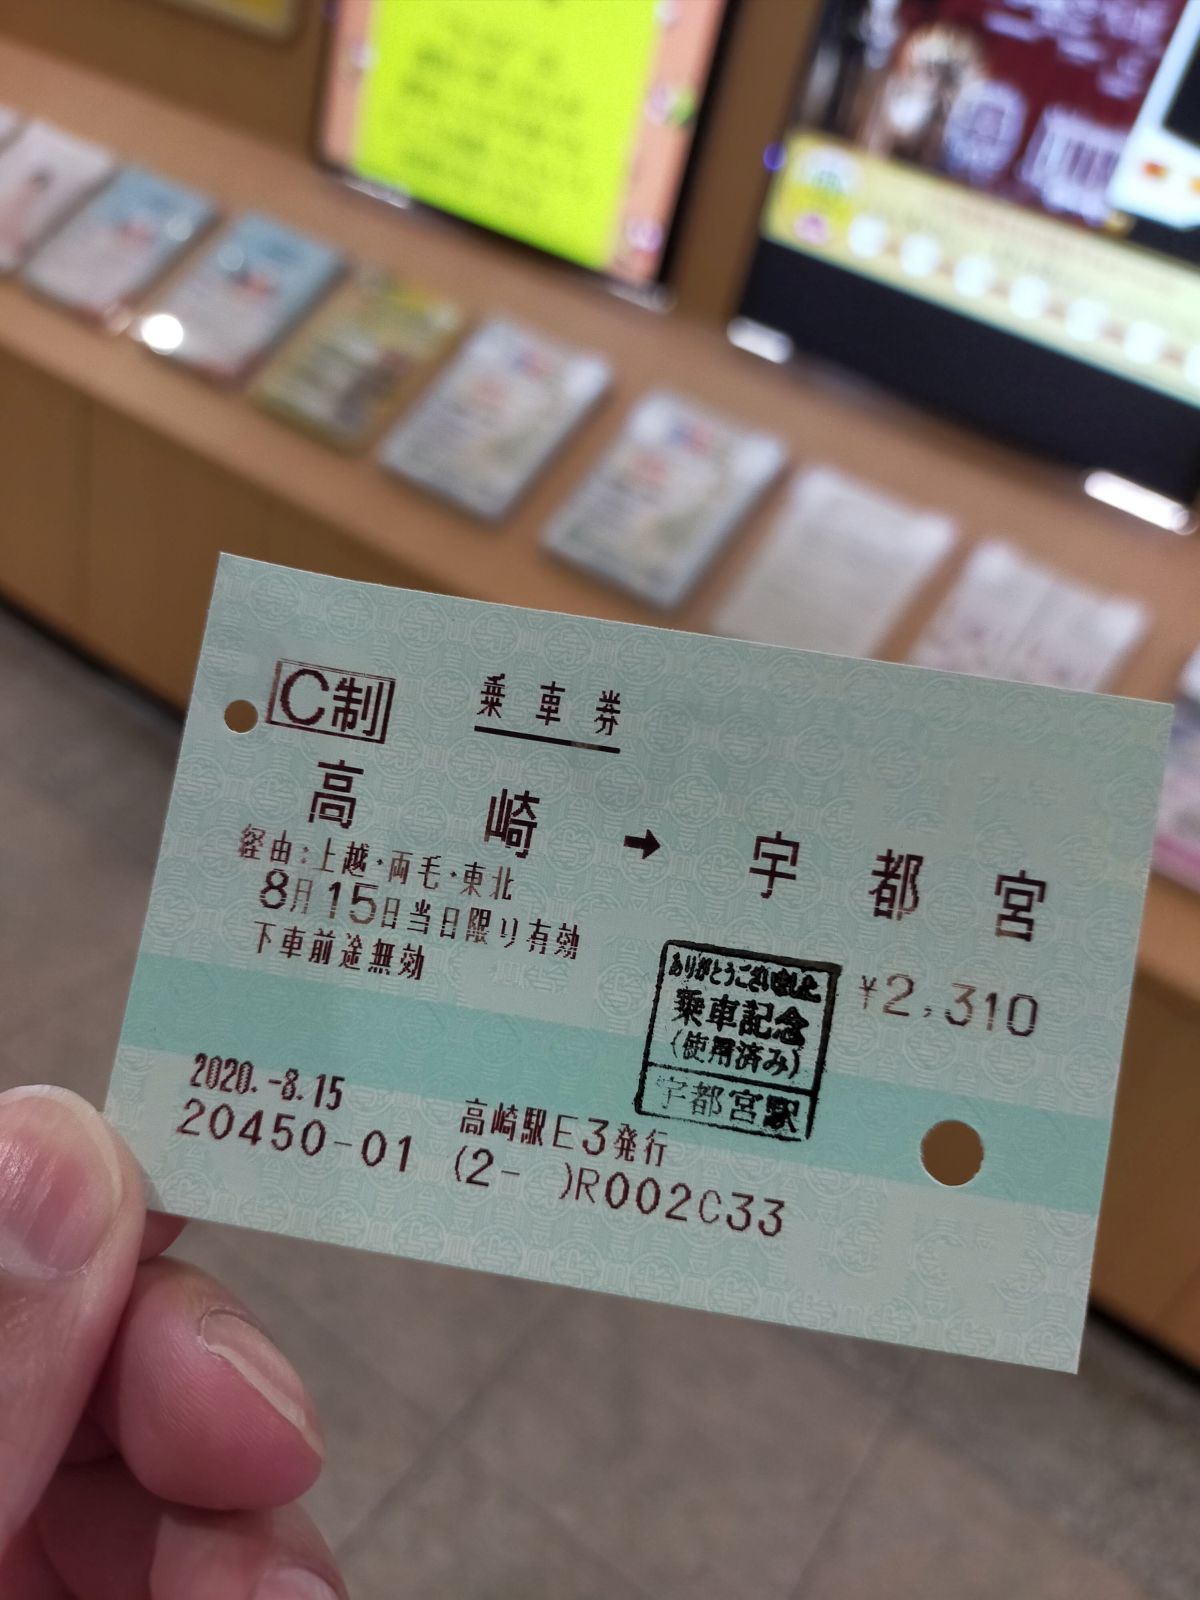 C制 乗車券
高崎 → 宇都宮
経由:上越・両毛・東北
8月15日当日限り有効
下車前途無効
¥2,310
ありがとうございました
乗車記念
(使用済み)
宇都宮駅
2020.-8.15 高崎駅E3発行
20450-01 (2- )R002C33